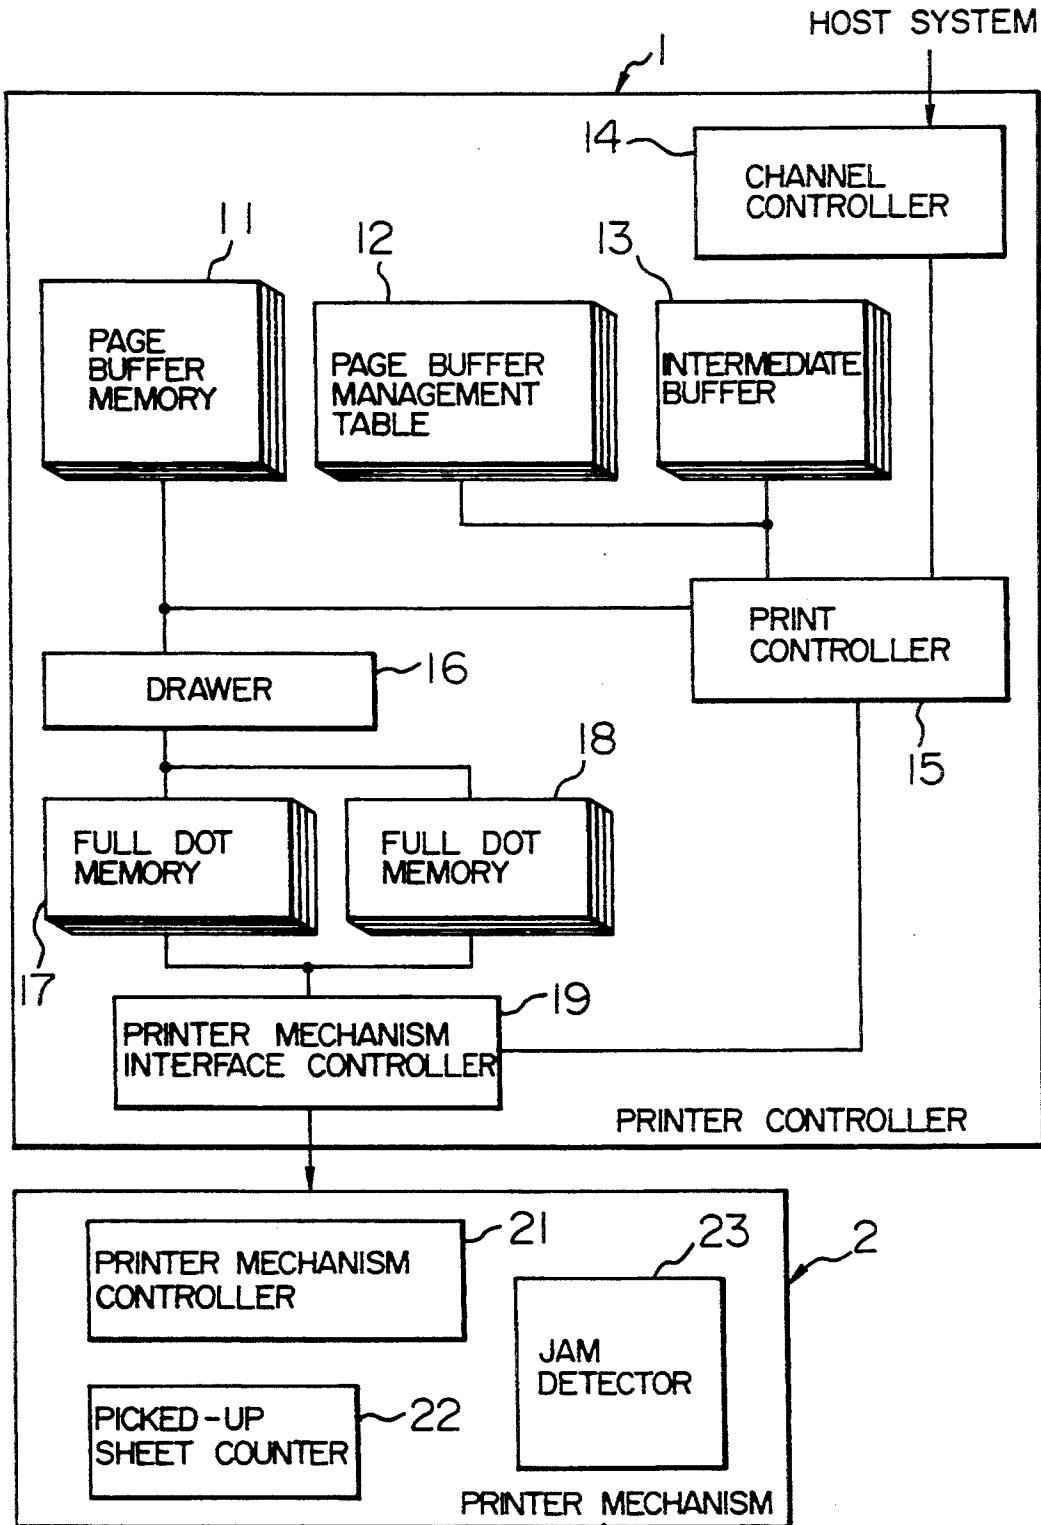 HOST SYSTEM
1
14
CHANNEL
CONTROLLER
11
12
13
PAGE
BUFFER
MEMORY
PAGE BUFFER
MANAGEMENT
TABLE
INTERMEDIATE
BUFFER
PRINT
CONTROLLER
15
DRAWER
16
18
FULL DOT
MEMORY
FULL DOT
MEMORY
17
19
PRINTER MECHANISM
INTERFACE CONTROLLER
PRINTER CONTROLLER
21
PRINTER MECHANISM
CONTROLLER
23
2
JAM
DETECTOR
22
PICKED-UP
SHEET COUNTER
PRINTER MECHANISM